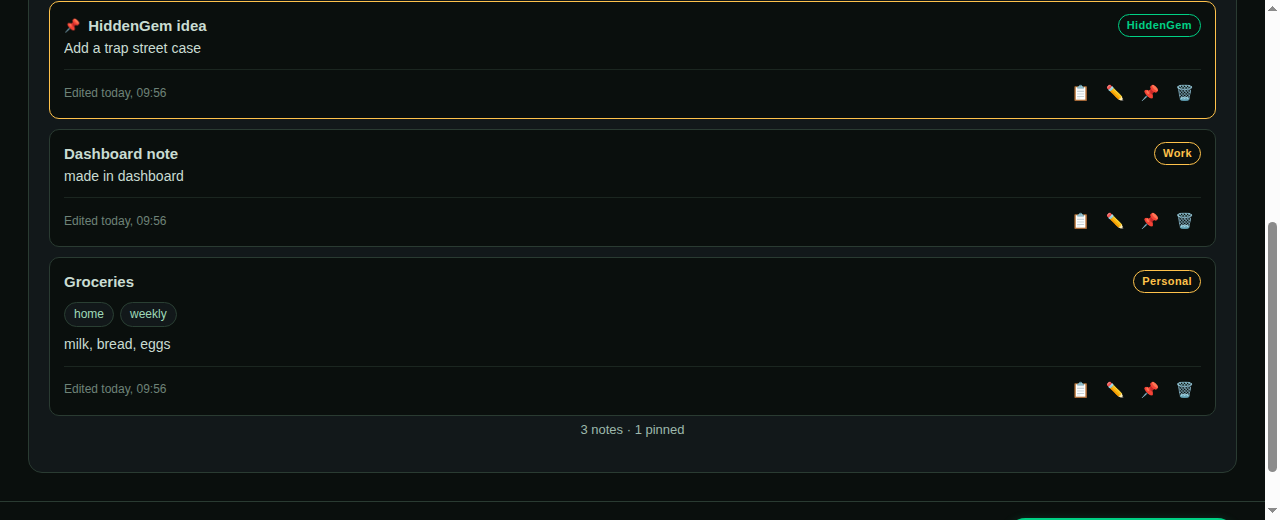 📌 HiddenGem idea
HiddenGem
Add a trap street case
Edited today, 09:56
Dashboard note
Work
made in dashboard
Edited today, 09:56
Groceries
Personal
home weekly
milk, bread, eggs
Edited today, 09:56
3 notes · 1 pinned